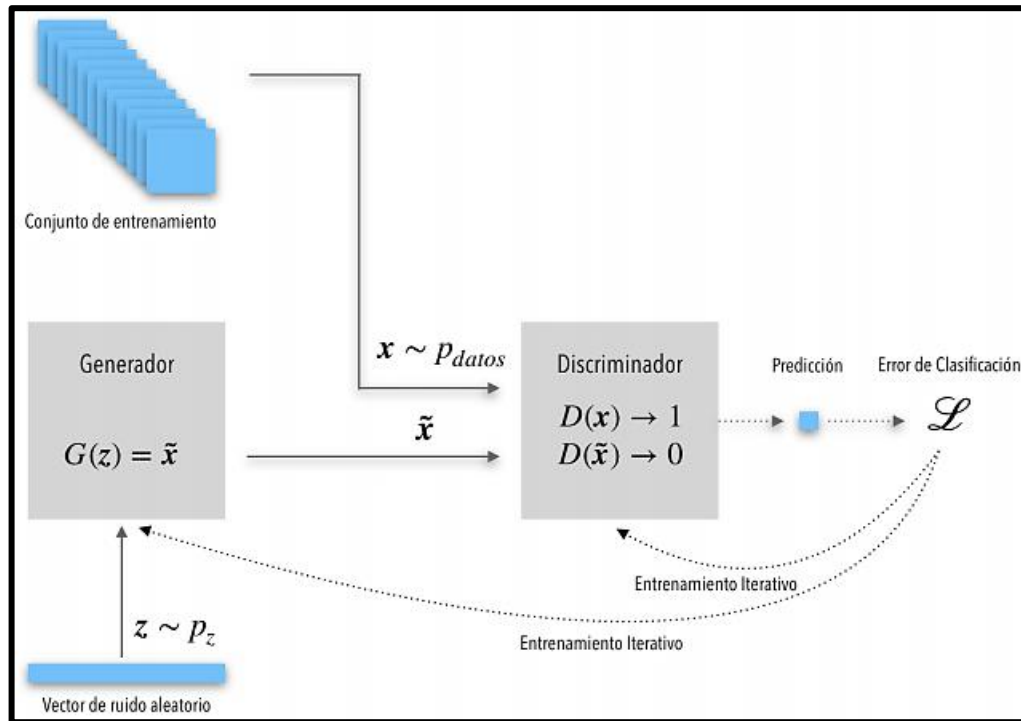 Conjunto de entrenamiento
Generador
G(z) = x̃
z ∼ p_z
Vector de ruido aleatorio
x ∼ p_datos
x̃
Discriminador
D(x) → 1
D(x̃) → 0
Predicción
Error de Clasificación
ℒ
Entrenamiento Iterativo
Entrenamiento Iterativo